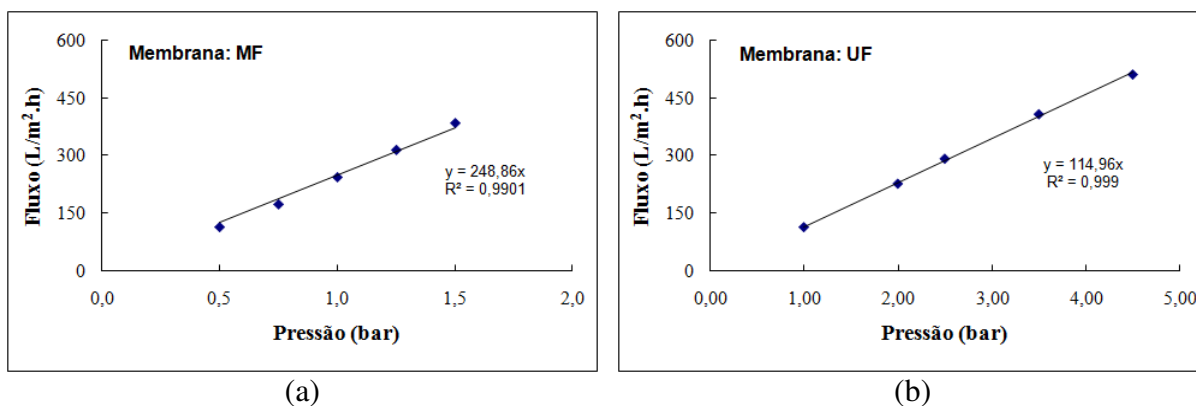 Membrana: MF
Fluxo (L/m².h)
600
450
300
150
0
y = 248,86x
R² = 0,9901
0,0
0,5
1,0
1,5
2,0
Pressão (bar)
(a)
Membrana: UF
Fluxo (L/m².h)
600
450
300
150
0
y = 114,96x
R² = 0,999
0,00
1,00
2,00
3,00
4,00
5,00
Pressão (bar)
(b)